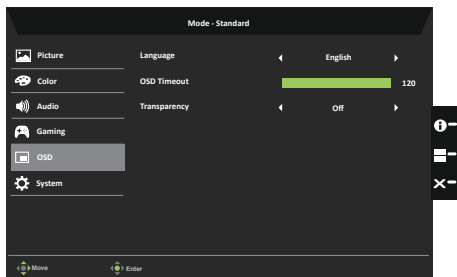 Mode - Standard
Picture
Language
English
Color
OSD Timeout
120
Audio
Transparency
Off
Gaming
OSD
System
Move
Enter